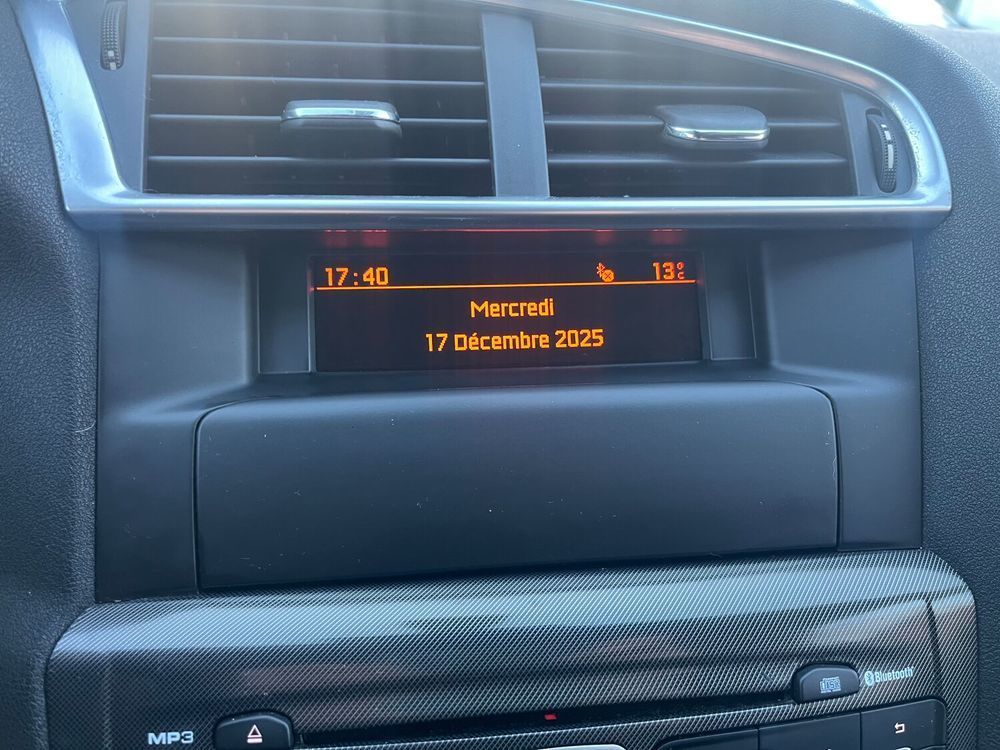 17:40 13°C
Mercredi
17 Décembre 2025
Bluetooth
MP3